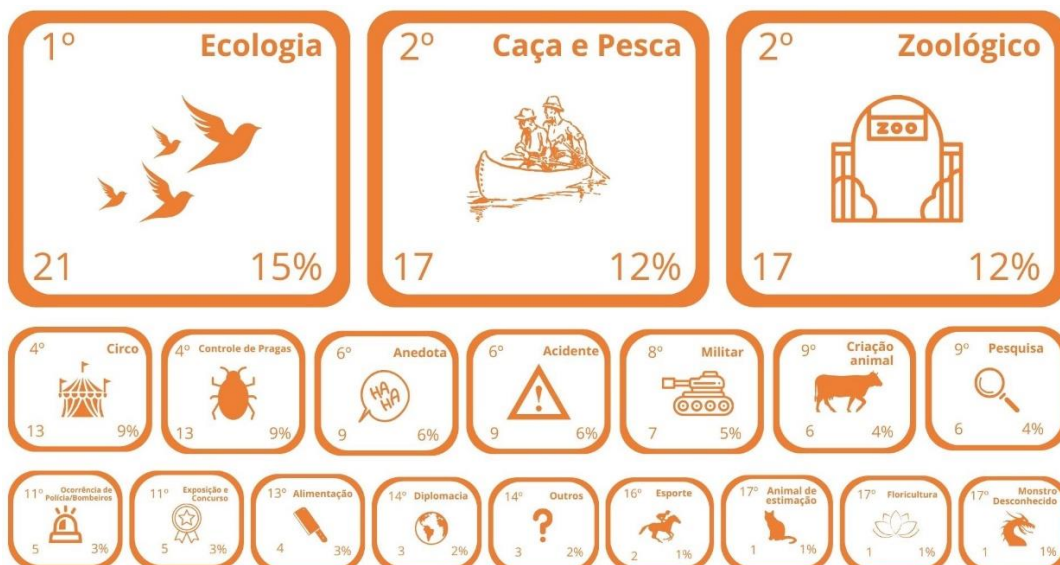 1º Ecologia
21 15%
2º Caça e Pesca
17 12%
2º Zoológico
ZOO
17 12%
4º Circo
13 9%
4º Controle de Pragas
13 9%
6º Anedota
HA
HA
9 6%
6º Acidente
!
9 6%
8º Militar
7 5%
9º Criação
animal
6 4%
9º Pesquisa
6 4%
11º Ocorrência de
Polícia/Bombeiros
5 3%
11º Exposição e
Concurso
5 3%
13º Alimentação
4 3%
14º Diplomacia
3 2%
14º Outros
?
3 2%
16º Esporte
2 1%
17º Animal de
estimação
1 1%
17º Floricultura
1 1%
17º Monstro
Desconhecido
1 1%